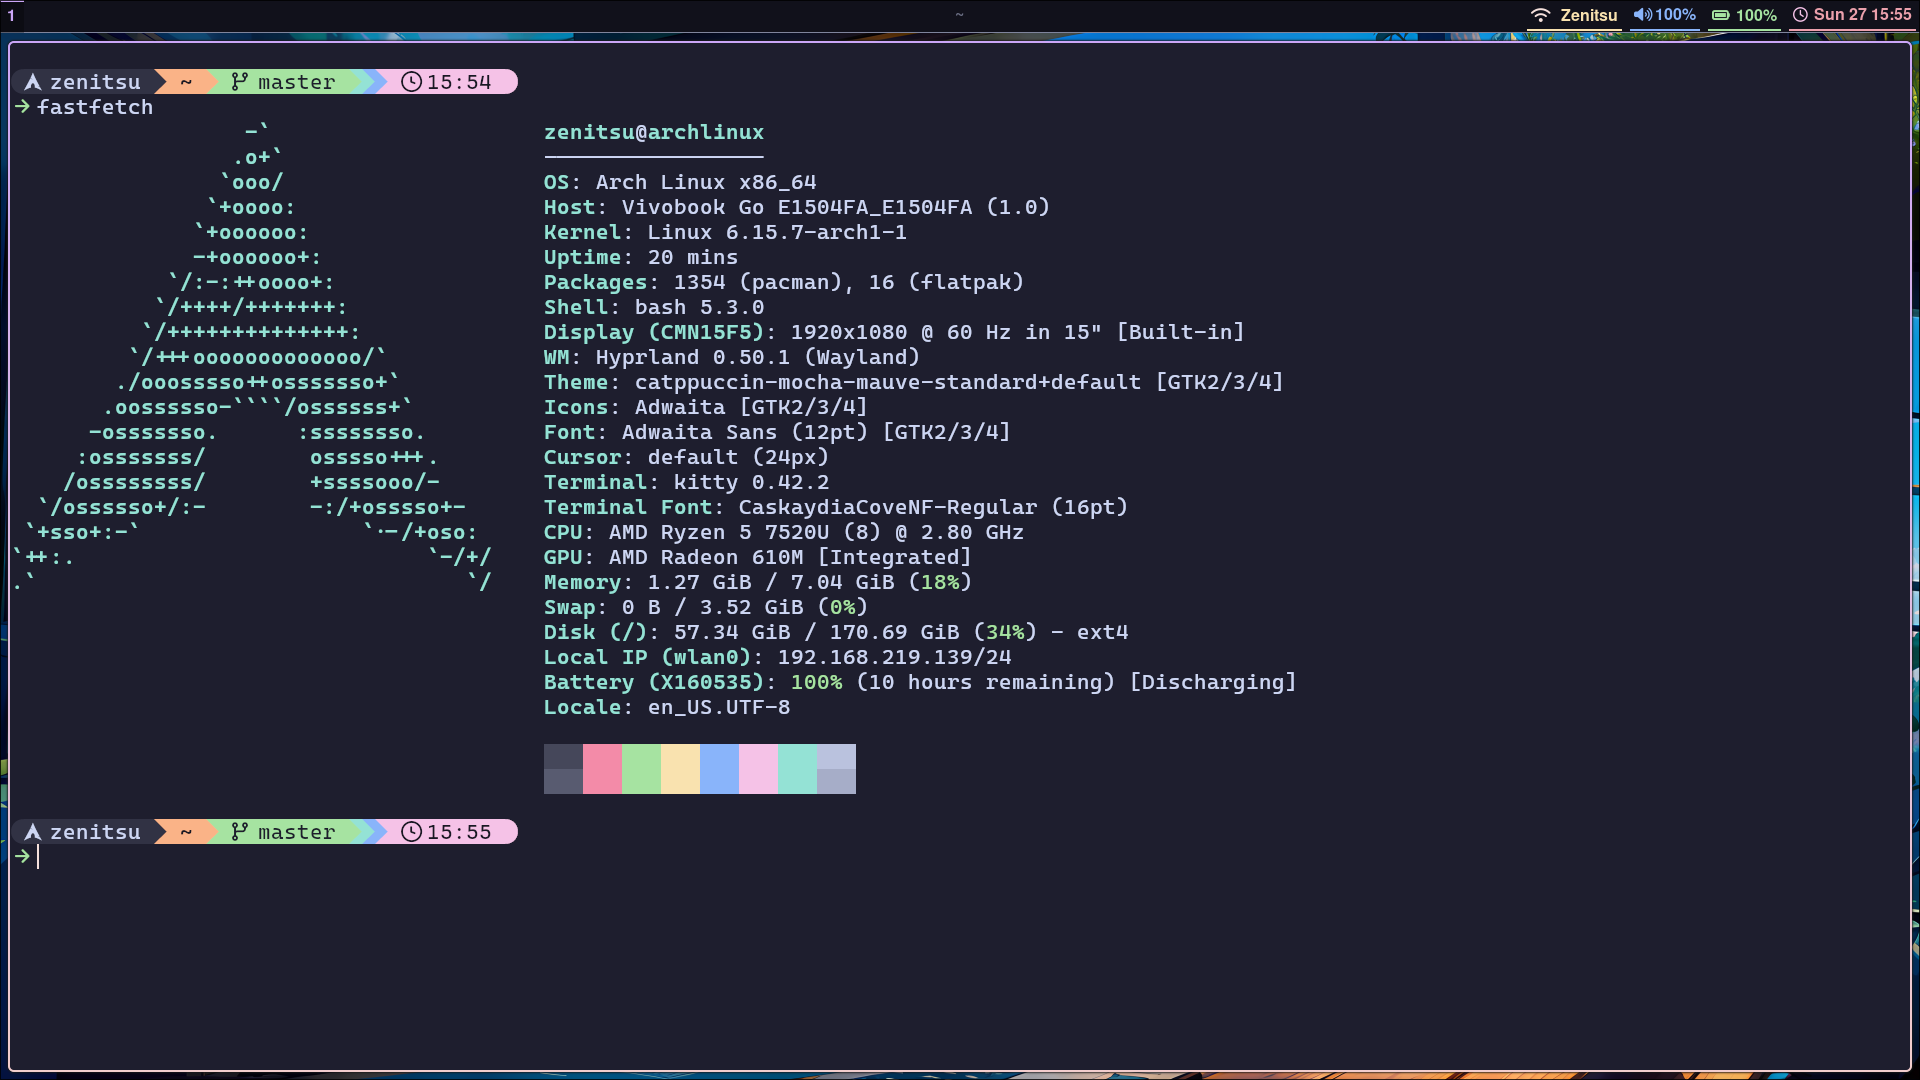 1 ~ Zenitsu 100% 100% Sun 27 15:55
zenitsu ~ master 15:54
→ fastfetch
                  -`
                 .o+`
                `ooo/
               `+oooo:
              `+oooooo:
              -+oooooo+:
            `/:-:++oooo+:
           `/++++/+++++++:
          `/++++++++++++++:
         `/+++ooooooooooooo/`
        ./ooosssso++osssssso+`
       .oossssso-````/ossssss+`
      -osssssso.      :ssssssso.
     :osssssss/        osssso+++.
    /ossssssss/        +ssssooo/-
  `/ossssso+/:-        -:/+osssso+-
 `+sso+:-`                 `.-/+oso:
`++:.                           `-/+/
.`                                 `/
zenitsu@archlinux
-----------------
OS: Arch Linux x86_64
Host: Vivobook Go E1504FA_E1504FA (1.0)
Kernel: Linux 6.15.7-arch1-1
Uptime: 20 mins
Packages: 1354 (pacman), 16 (flatpak)
Shell: bash 5.3.0
Display (CMN15F5): 1920x1080 @ 60 Hz in 15" [Built-in]
WM: Hyprland 0.50.1 (Wayland)
Theme: catppuccin-mocha-mauve-standard+default [GTK2/3/4]
Icons: Adwaita [GTK2/3/4]
Font: Adwaita Sans (12pt) [GTK2/3/4]
Cursor: default (24px)
Terminal: kitty 0.42.2
Terminal Font: CaskaydiaCoveNF-Regular (16pt)
CPU: AMD Ryzen 5 7520U (8) @ 2.80 GHz
GPU: AMD Radeon 610M [Integrated]
Memory: 1.27 GiB / 7.04 GiB (18%)
Swap: 0 B / 3.52 GiB (0%)
Disk (/): 57.34 GiB / 170.69 GiB (34%) - ext4
Local IP (wlan0): 192.168.219.139/24
Battery (X160535): 100% (10 hours remaining) [Discharging]
Locale: en_US.UTF-8
zenitsu ~ master 15:55
→